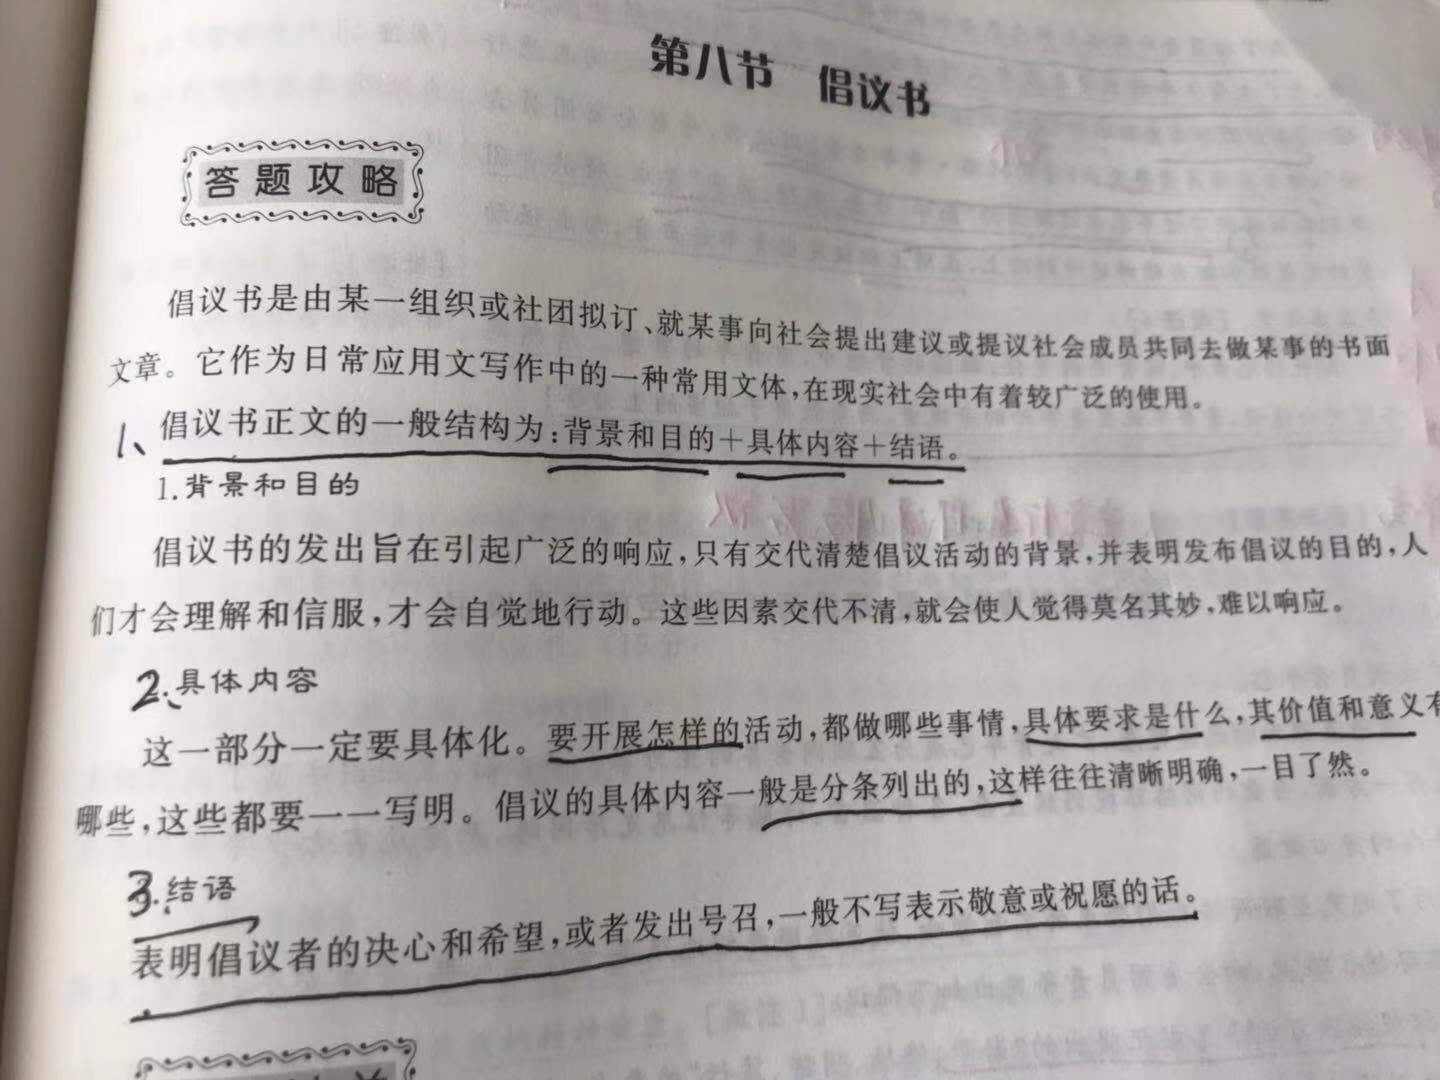 第八节 倡议书
答题攻略
倡议书是由某一组织或社团拟订、就某事向社会提出建议或提议社会成员共同去做某事的书面
文章。它作为日常应用文写作中的一种常用文体,在现实社会中有着较广泛的使用。
1、倡议书正文的一般结构为:背景和目的+具体内容+结语。
1.背景和目的
倡议书的发出旨在引起广泛的响应,只有交代清楚倡议活动的背景,并表明发布倡议的目的,人
们才会理解和信服,才会自觉地行动。这些因素交代不清,就会使人觉得莫名其妙,难以响应。
2.具体内容
这一部分一定要具体化。要开展怎样的活动,都做哪些事情,具体要求是什么,其价值和意义有
哪些,这些都要一一写明。倡议的具体内容一般是分条列出的,这样往往清晰明确,一目了然。
3.结语
表明倡议者的决心和希望,或者发出号召,一般不写表示敬意或祝愿的话。